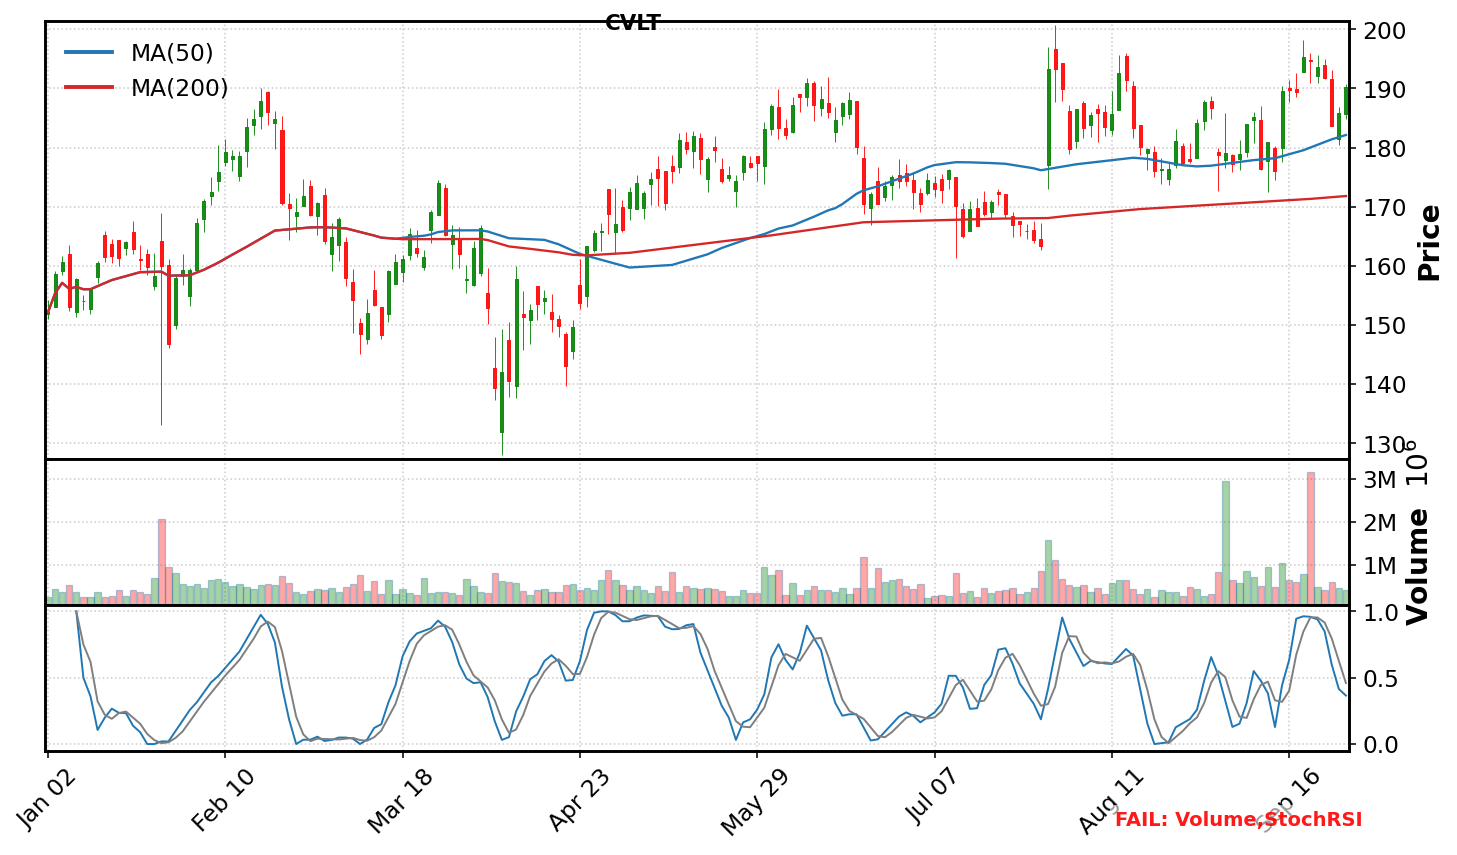 CVLT
MA(50)
MA(200)
200
190
180
170
160
150
140
130
Price
3M
2M
1M
Volume 10⁶
1.0
0.5
0.0
Jan 02
Feb 10
Mar 18
Apr 23
May 29
Jul 07
Aug 11
Sep 16
FAIL: Volume,StochRSI